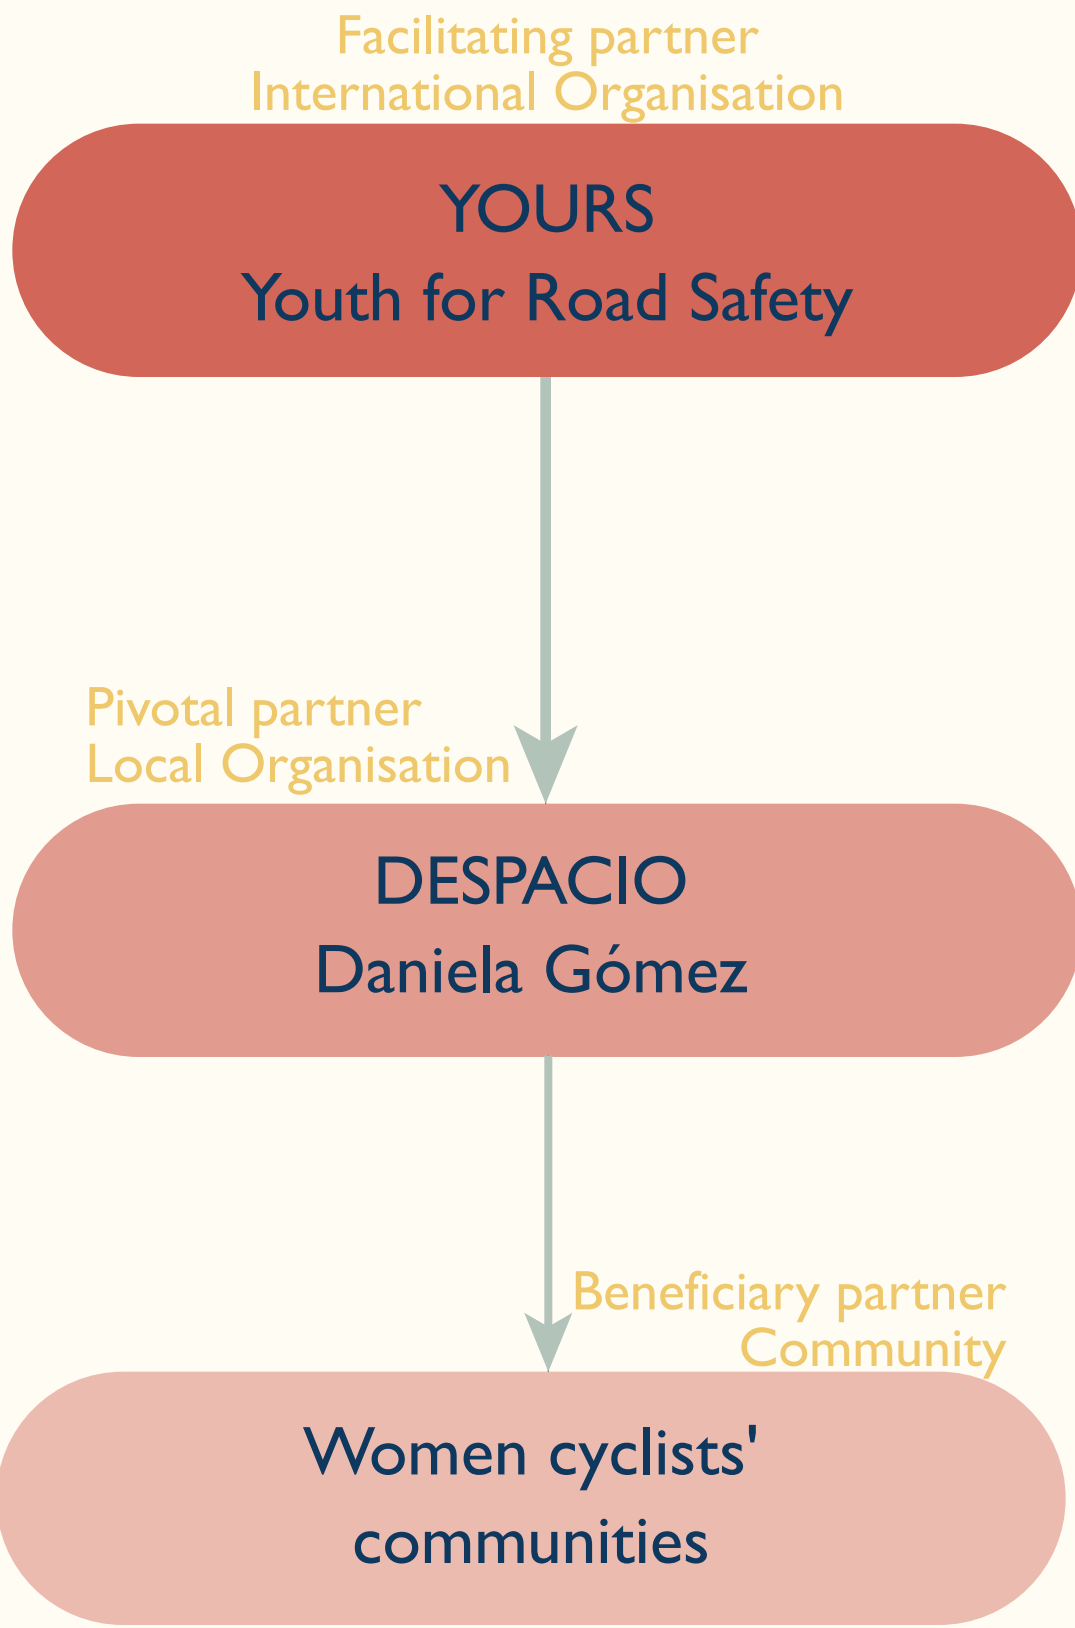 Facilitating partner
International Organisation
YOURS
Youth for Road Safety
Pivotal partner
Local Organisation
DESPACIO
Daniela Gómez
Beneficiary partner
Community
Women cyclists'
communities